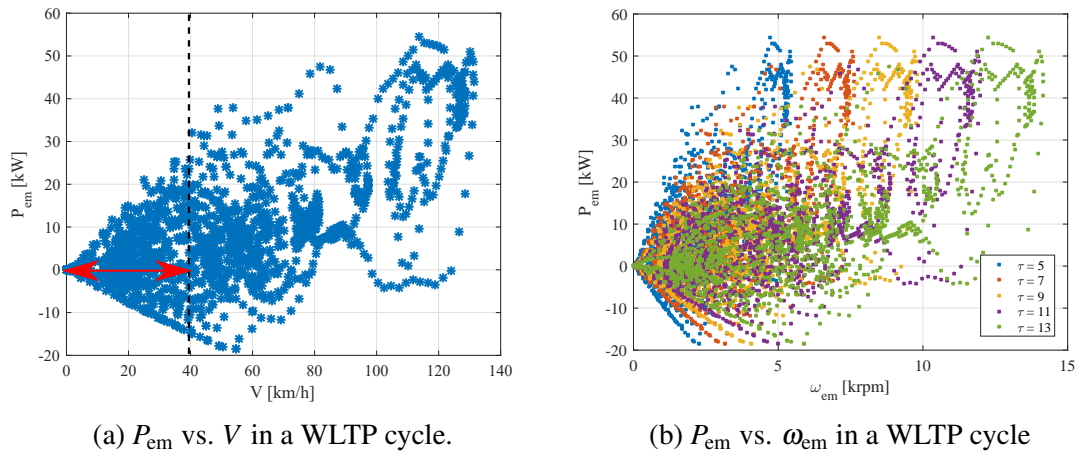 60
50
40
30
20
10
0
-10
-20
P_em [kW]
0 20 40 60 80 100 120 140
V [km/h]
(a) P_em vs. V in a WLTP cycle.
60
50
40
30
20
10
0
-10
-20
P_em [kW]
τ = 5
τ = 7
τ = 9
τ = 11
τ = 13
0 5 10 15
ω_em [krpm]
(b) P_em vs. ω_em in a WLTP cycle